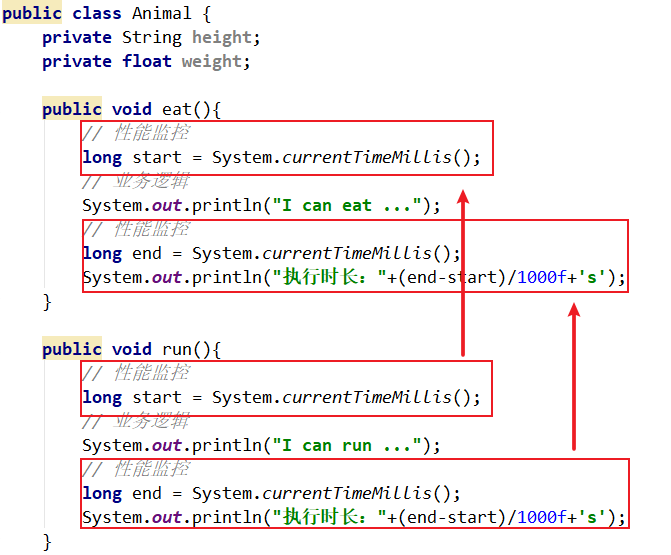 public class Animal {
    private String height;
    private float weight;

    public void eat(){
        // 性能监控
        long start = System.currentTimeMillis();
        // 业务逻辑
        System.out.println("I can eat ...");
        // 性能监控
        long end = System.currentTimeMillis();
        System.out.println("执行时长："+(end-start)/1000f+'s');
    }

    public void run(){
        // 性能监控
        long start = System.currentTimeMillis();
        // 业务逻辑
        System.out.println("I can run ...");
        // 性能监控
        long end = System.currentTimeMillis();
        System.out.println("执行时长："+(end-start)/1000f+'s');
    }